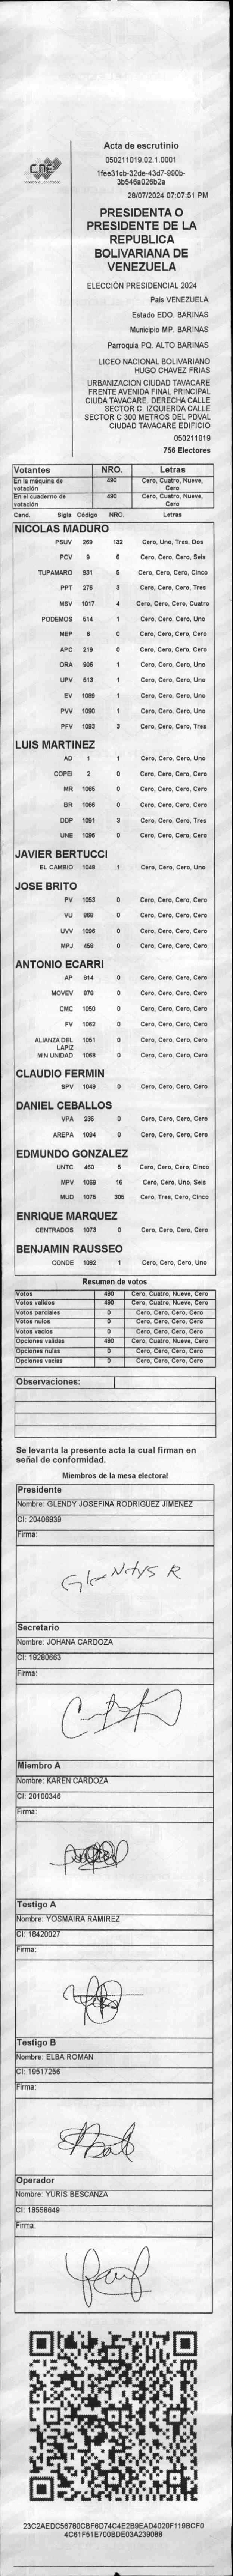 CNE
Acta de escrutinio
050211019.02.1.0001
1fee31cb-32de-43d7-990b-
3b546a026b2a
28/07/2024 07:07:51 PM
PRESIDENTA O
PRESIDENTE DE LA
REPUBLICA
BOLIVARIANA DE
VENEZUELA
ELECCIÓN PRESIDENCIAL 2024
País VENEZUELA
Estado EDO. BARINAS
Municipio MP. BARINAS
Parroquia PQ. ALTO BARINAS
LICEO NACIONAL BOLIVARIANO
HUGO CHAVEZ FRIAS
URBANIZACION CIUDAD TAVACARE
FRENTE AVENIDA FINAL PRINCIPAL
CIUDA TAVACARE. DERECHA CALLE
SECTOR C. IZQUIERDA CALLE
SECTOR C 300 METROS DEL PDVAL
CIUDAD TAVACARE EDIFICIO
050211019
756 Electores
Votantes NRO. Letras
En la máquina de votación 490 Cero, Cuatro, Nueve, Cero
En el cuaderno de votación 490 Cero, Cuatro, Nueve, Cero
Cand. Sigla Código NRO. Letras
NICOLAS MADURO
PSUV 269 132 Cero, Uno, Tres, Dos
PCV 9 6 Cero, Cero, Cero, Seis
TUPAMARO 931 5 Cero, Cero, Cero, Cinco
PPT 276 3 Cero, Cero, Cero, Tres
MSV 1017 4 Cero, Cero, Cero, Cuatro
PODEMOS 514 1 Cero, Cero, Cero, Uno
MEP 6 0 Cero, Cero, Cero, Cero
APC 219 0 Cero, Cero, Cero, Cero
ORA 906 1 Cero, Cero, Cero, Uno
UPV 513 1 Cero, Cero, Cero, Uno
EV 1089 1 Cero, Cero, Cero, Uno
PVV 1090 1 Cero, Cero, Cero, Uno
PFV 1093 3 Cero, Cero, Cero, Tres
LUIS MARTINEZ
AD 1 1 Cero, Cero, Cero, Uno
COPEI 2 0 Cero, Cero, Cero, Cero
MR 1065 0 Cero, Cero, Cero, Cero
BR 1066 0 Cero, Cero, Cero, Cero
DDP 1091 3 Cero, Cero, Cero, Tres
UNE 1095 0 Cero, Cero, Cero, Cero
JAVIER BERTUCCI
EL CAMBIO 1046 1 Cero, Cero, Cero, Uno
JOSE BRITO
PV 1053 0 Cero, Cero, Cero, Cero
VU 868 0 Cero, Cero, Cero, Cero
UVV 1096 0 Cero, Cero, Cero, Cero
MPJ 458 0 Cero, Cero, Cero, Cero
ANTONIO ECARRI
AP 814 0 Cero, Cero, Cero, Cero
MOVEV 879 0 Cero, Cero, Cero, Cero
CMC 1050 0 Cero, Cero, Cero, Cero
FV 1062 0 Cero, Cero, Cero, Cero
ALIANZA DEL LAPIZ 1051 0 Cero, Cero, Cero, Cero
MIN UNIDAD 1068 0 Cero, Cero, Cero, Cero
CLAUDIO FERMIN
SPV 1049 0 Cero, Cero, Cero, Cero
DANIEL CEBALLOS
VPA 236 0 Cero, Cero, Cero, Cero
AREPA 1094 0 Cero, Cero, Cero, Cero
EDMUNDO GONZALEZ
UNTC 460 5 Cero, Cero, Cero, Cinco
MPV 1069 16 Cero, Cero, Uno, Seis
MUD 1075 305 Cero, Tres, Cero, Cinco
ENRIQUE MARQUEZ
CENTRADOS 1073 0 Cero, Cero, Cero, Cero
BENJAMIN RAUSSEO
CONDE 1092 1 Cero, Cero, Cero, Uno
Resumen de votos
Votos 490 Cero, Cuatro, Nueve, Cero
Votos validos 490 Cero, Cuatro, Nueve, Cero
Votos parciales 0 Cero, Cero, Cero, Cero
Votos nulos 0 Cero, Cero, Cero, Cero
Votos vacios 0 Cero, Cero, Cero, Cero
Opciones validas 490 Cero, Cuatro, Nueve, Cero
Opciones nulas 0 Cero, Cero, Cero, Cero
Opciones vacias 0 Cero, Cero, Cero, Cero
Observaciones:
Se levanta la presente acta la cual firman en
señal de conformidad.
Miembros de la mesa electoral
Presidente
Nombre: GLENDY JOSEFINA RODRIGUEZ JIMENEZ
CI: 20406839
Firma:
Secretario
Nombre: JOHANA CARDOZA
CI: 19280663
Firma:
Miembro A
Nombre: KAREN CARDOZA
CI: 20100346
Firma:
Testigo A
Nombre: YOSMAIRA RAMIREZ
CI: 18420027
Firma:
Testigo B
Nombre: ELBA ROMAN
CI: 19517256
Firma:
Operador
Nombre: YURIS BESCANZA
CI: 18558649
Firma:
23C2AEDC56780CBF6D74C4E2B9EAD4020F119BCF0
4C61F51E700BDE03A239088